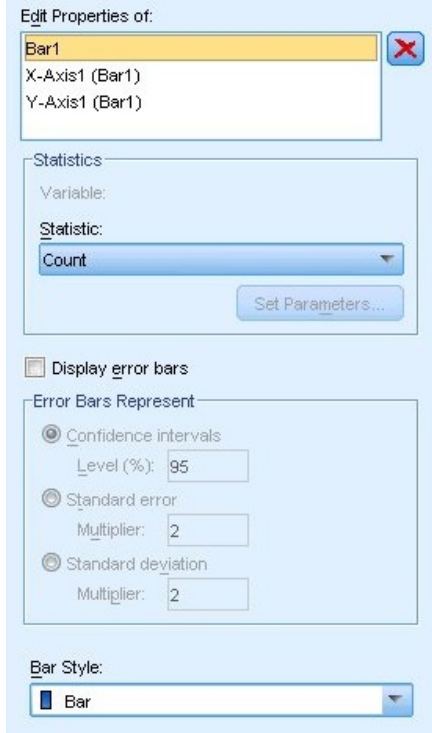 Edit Properties of:
Bar1
X-Axis1 (Bar1)
Y-Axis1 (Bar1)
Statistics
Variable:
Statistic:
Count
Set Parameters...
Display error bars
Error Bars Represent
Confidence intervals
Level (%): 95
Standard error
Multiplier: 2
Standard deviation
Multiplier: 2
Bar Style:
Bar